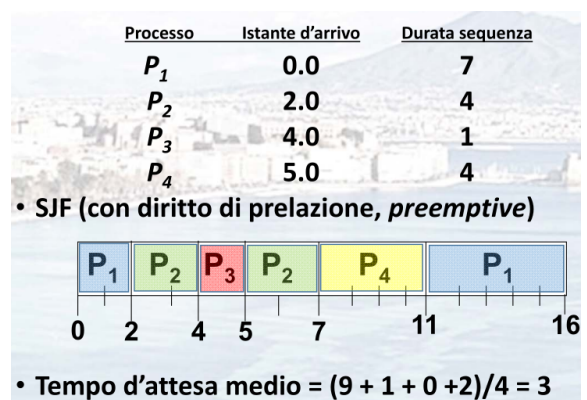 Processo Istante d'arrivo Durata sequenza
P1 0.0 7
P2 2.0 4
P3 4.0 1
P4 5.0 4
• SJF (con diritto di prelazione, preemptive)
P1 P2 P3 P2 P4 P1
0 2 4 5 7 11 16
• Tempo d'attesa medio = (9 + 1 + 0 +2)/4 = 3